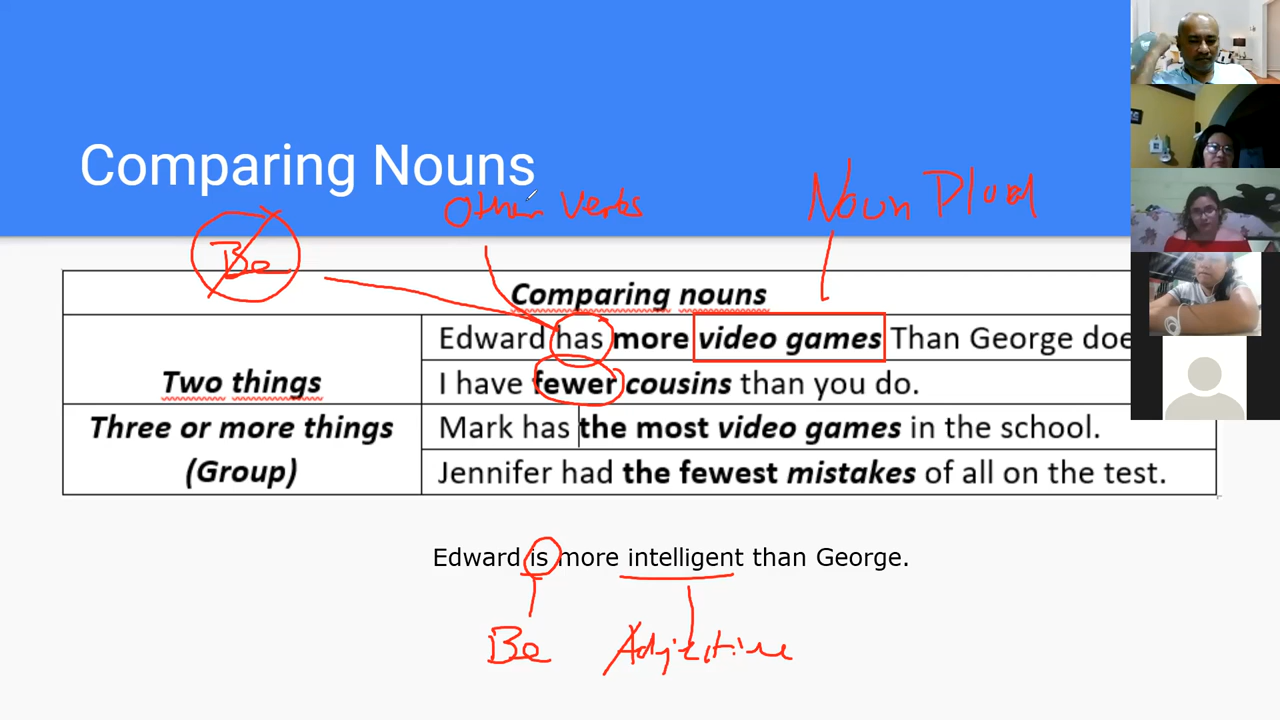 Comparing Nouns
Other Verbs
Noun Plural
Be
Comparing nouns
Two things
Edward has more video games Than George doe
I have fewer cousins than you do.
Three or more things
(Group)
Mark has the most video games in the school.
Jennifer had the fewest mistakes of all on the test.
Edward is more intelligent than George.
Be
Adjective